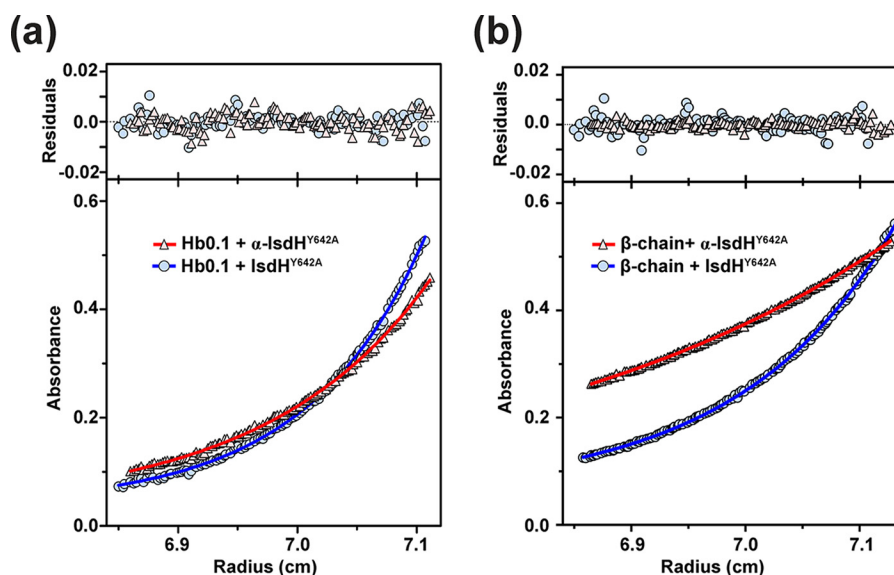 (a)
Residuals
0.02
0.0
-0.02
Absorbance
0.6
0.4
0.2
0.0
Hb0.1 + α-IsdHY642A
Hb0.1 + IsdHY642A
6.9 7.0 7.1
Radius (cm)
(b)
Residuals
0.02
0.0
-0.02
Absorbance
0.6
0.4
0.2
0.0
β-chain+ α-IsdHY642A
β-chain + IsdHY642A
6.9 7.0 7.1
Radius (cm)